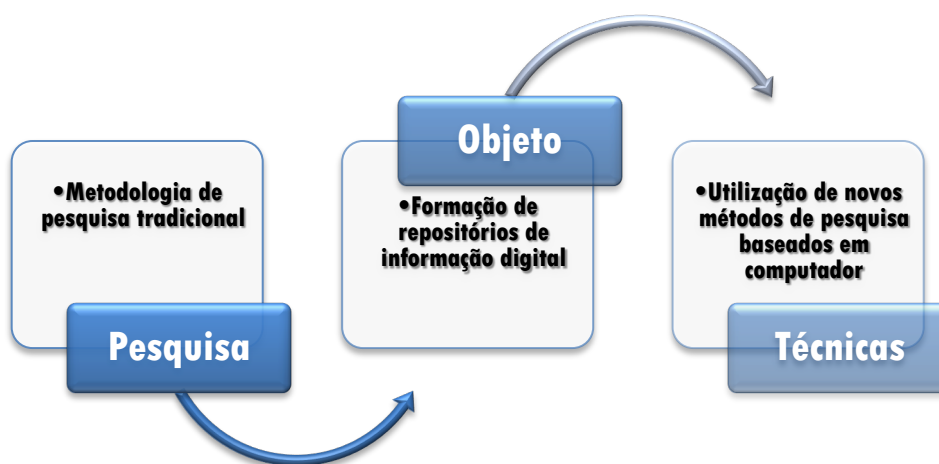 •Metodologia de
pesquisa tradicional
Pesquisa
Objeto
•Formação de
repositórios de
informação digital
•Utilização de novos
métodos de pesquisa
baseados em
computador
Técnicas